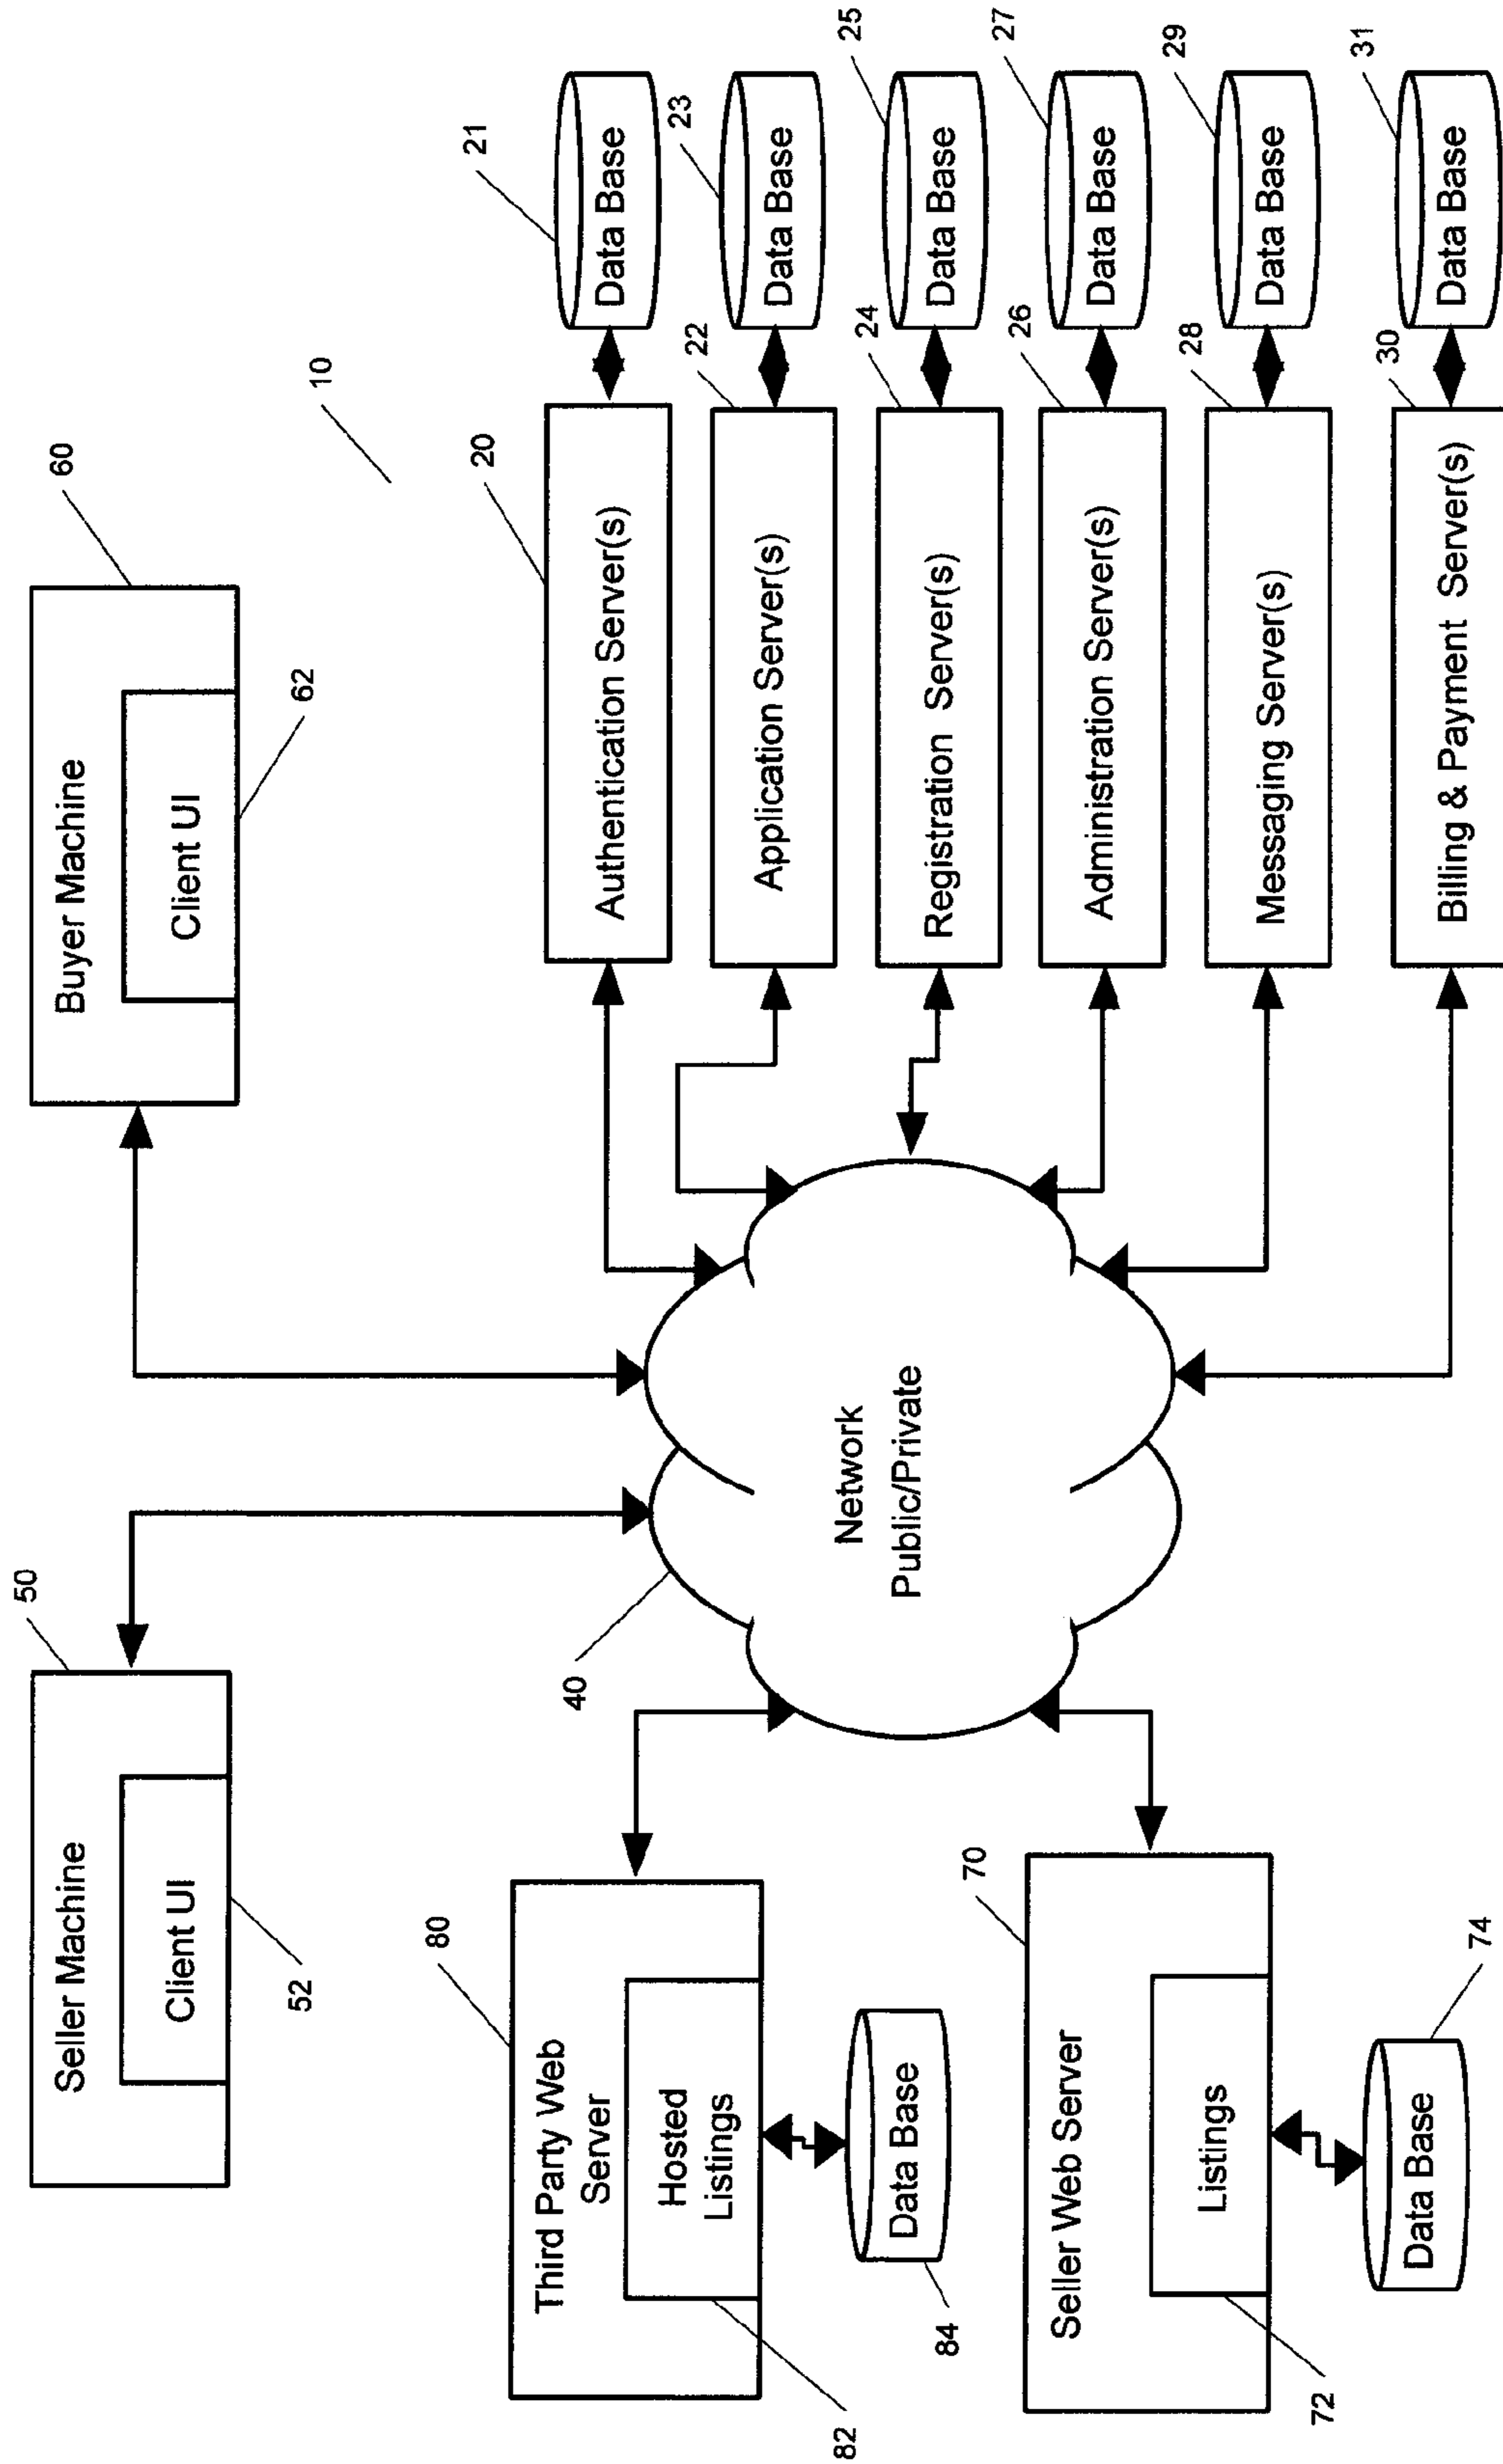 50
Seller Machine
Client UI
52
60
Buyer Machine
Client UI
62
10
80
Third Party Web
Server
Hosted
Listings
82
Data Base
84
70
Seller Web Server
Listings
72
Data Base
74
40
Network
Public/Private
20
Authentication Server(s)
21
Data Base
22
Application Server(s)
23
Data Base
24
Registration Server(s)
25
Data Base
26
Administration Server(s)
27
Data Base
28
Messaging Server(s)
29
Data Base
30
Billing & Payment Server(s)
31
Data Base